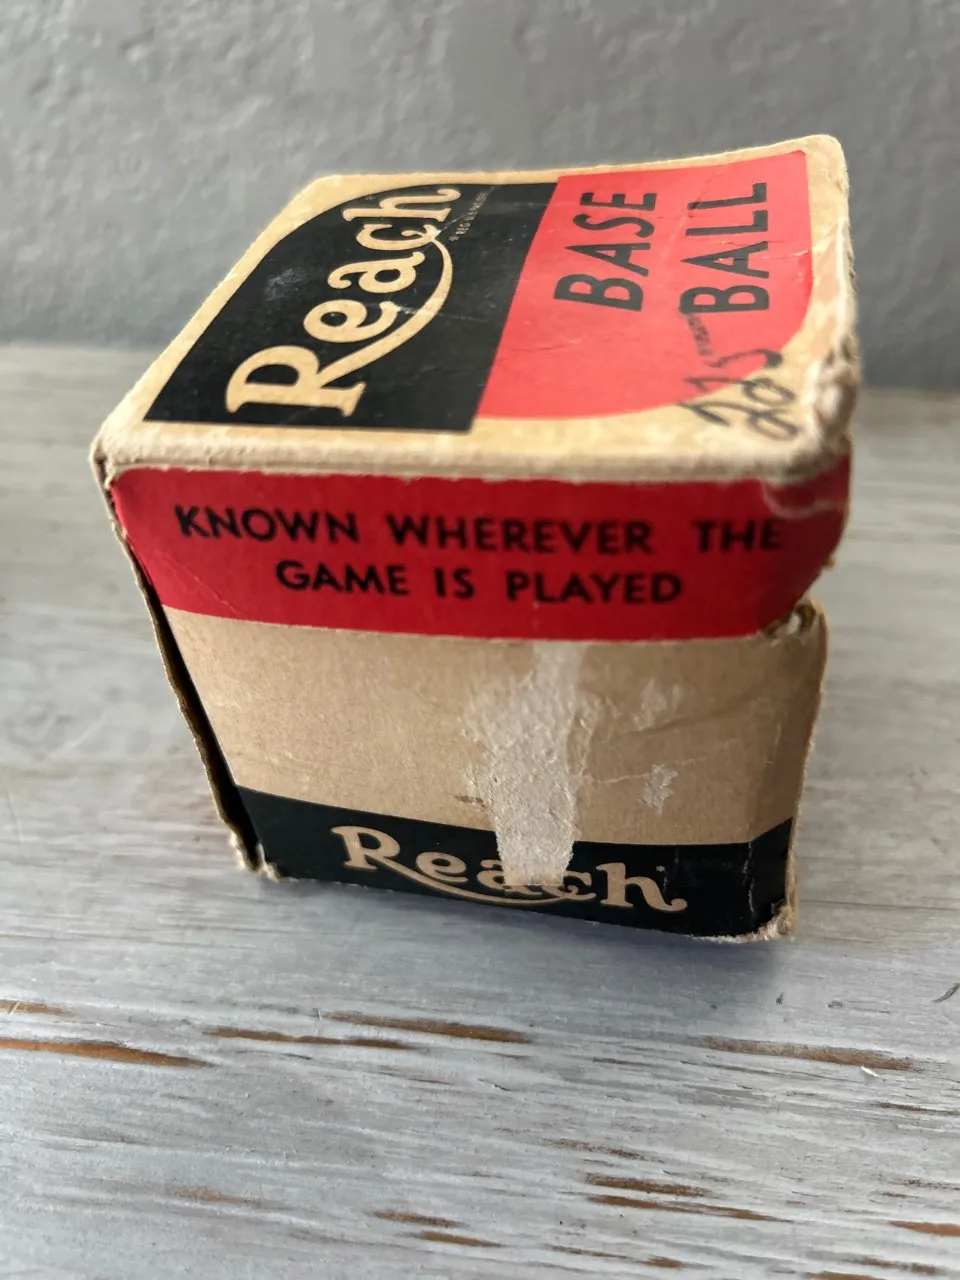 Reach
BASE
BALL
KNOWN WHEREVER THE
GAME IS PLAYED
Reach